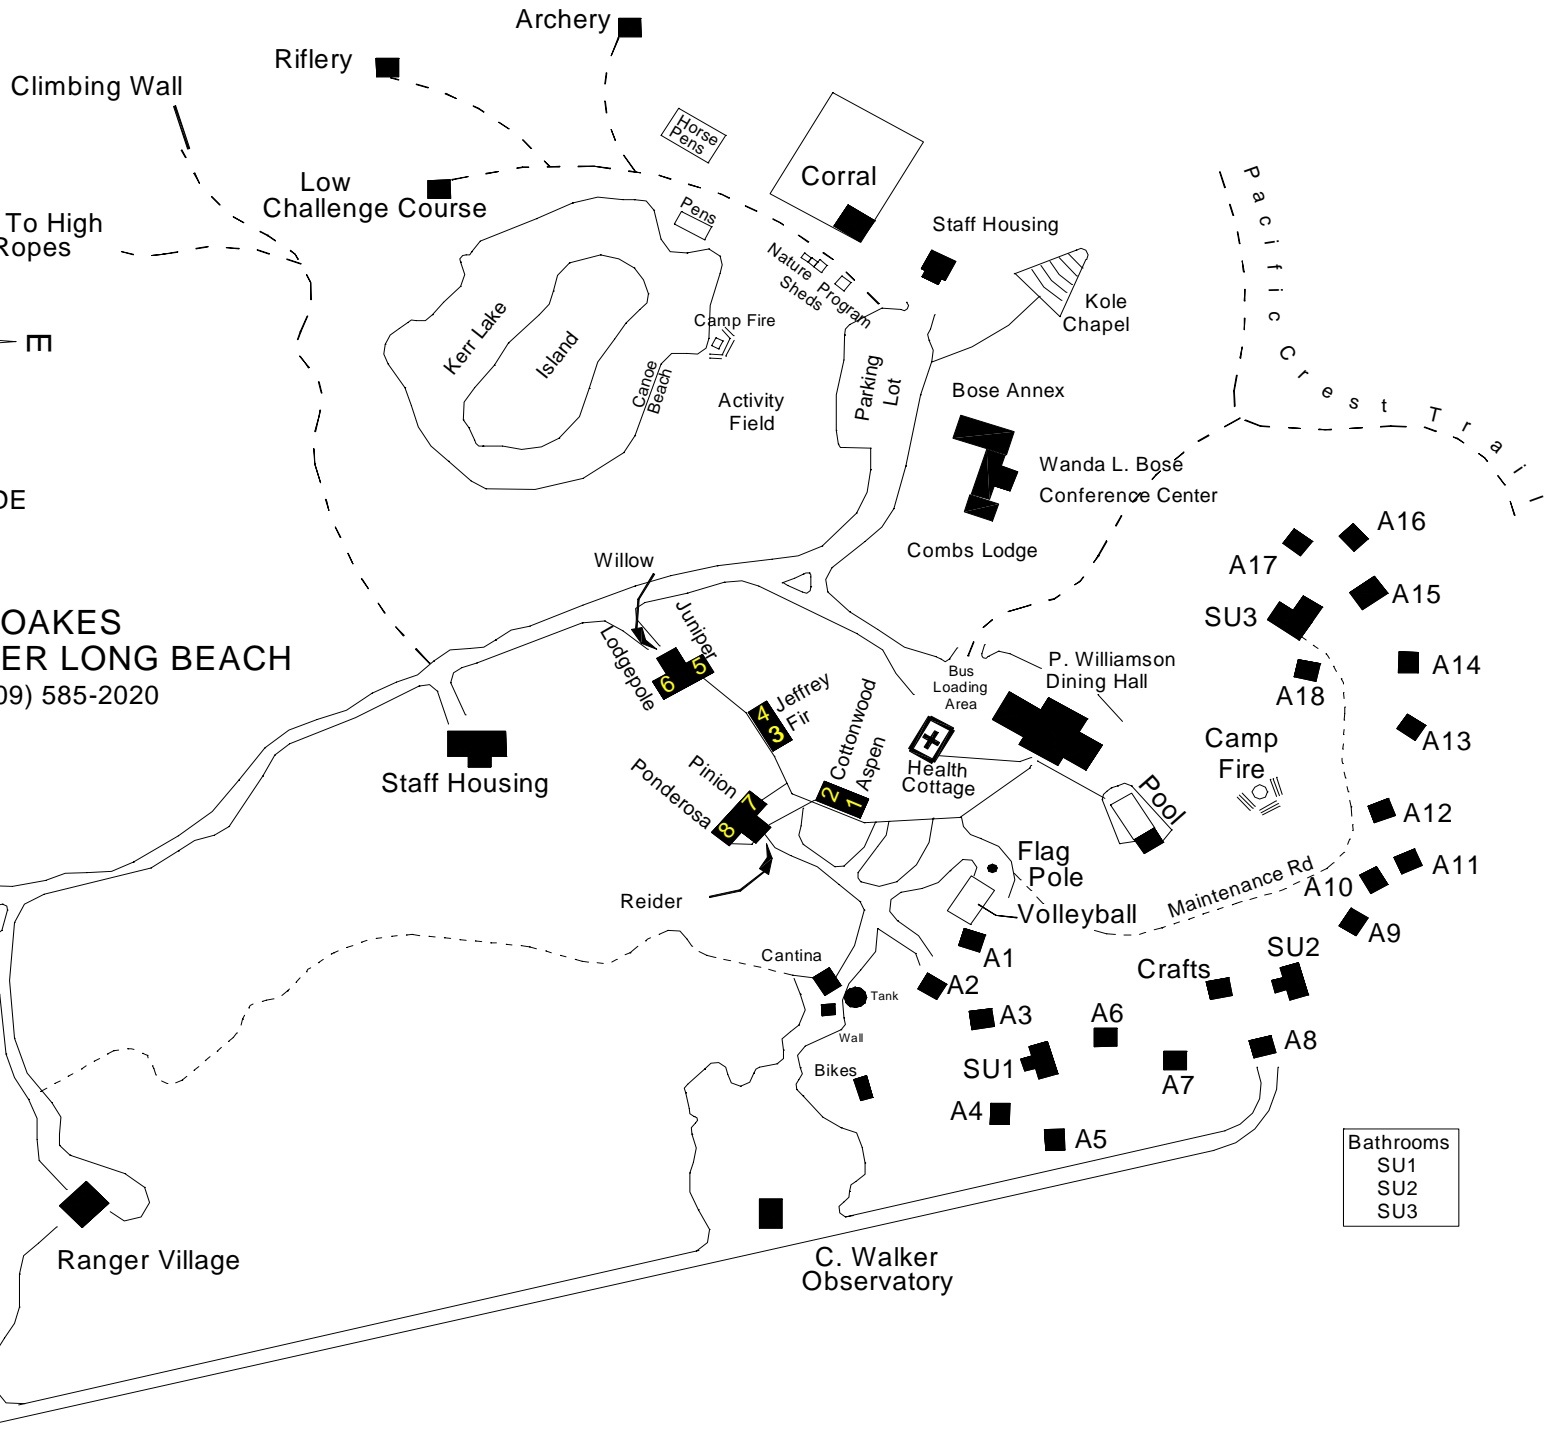 Archery
Riflery
Climbing Wall
Horse
Pens
Corral
Low
Challenge Course
Pens
To High
Ropes
Staff Housing
Nature Program
Sheds
Kole
Chapel
Pacific Crest Trail
Camp Fire
Kerr Lake
Island
E
Canoe
Beach
Parking
Lot
Activity
Field
Bose Annex
Wanda L. Bose
Conference Center
DE
Combs Lodge
A16
A17
Willow
A15
Juniper
SU3
OAKES
Lodgepole
ER LONG BEACH
09) 585-2020
5
6
Bus
Loading
Area
P. Williamson
Dining Hall
A14
A18
Jeffrey
Fir
4
3
Cottonwood
Aspen
A13
Camp
Fire
Staff Housing
Pinion
Ponderosa
Health
Cottage
7
8
2
1
Pool
A12
Flag
Pole
A11
Maintenance Rd
A10
Reider
Volleyball
A9
Cantina
A1
SU2
Crafts
A2
Tank
A3
A6
Wall
A8
Bikes
SU1
A7
A4
A5
Bathrooms
SU1
SU2
SU3
Ranger Village
C. Walker
Observatory